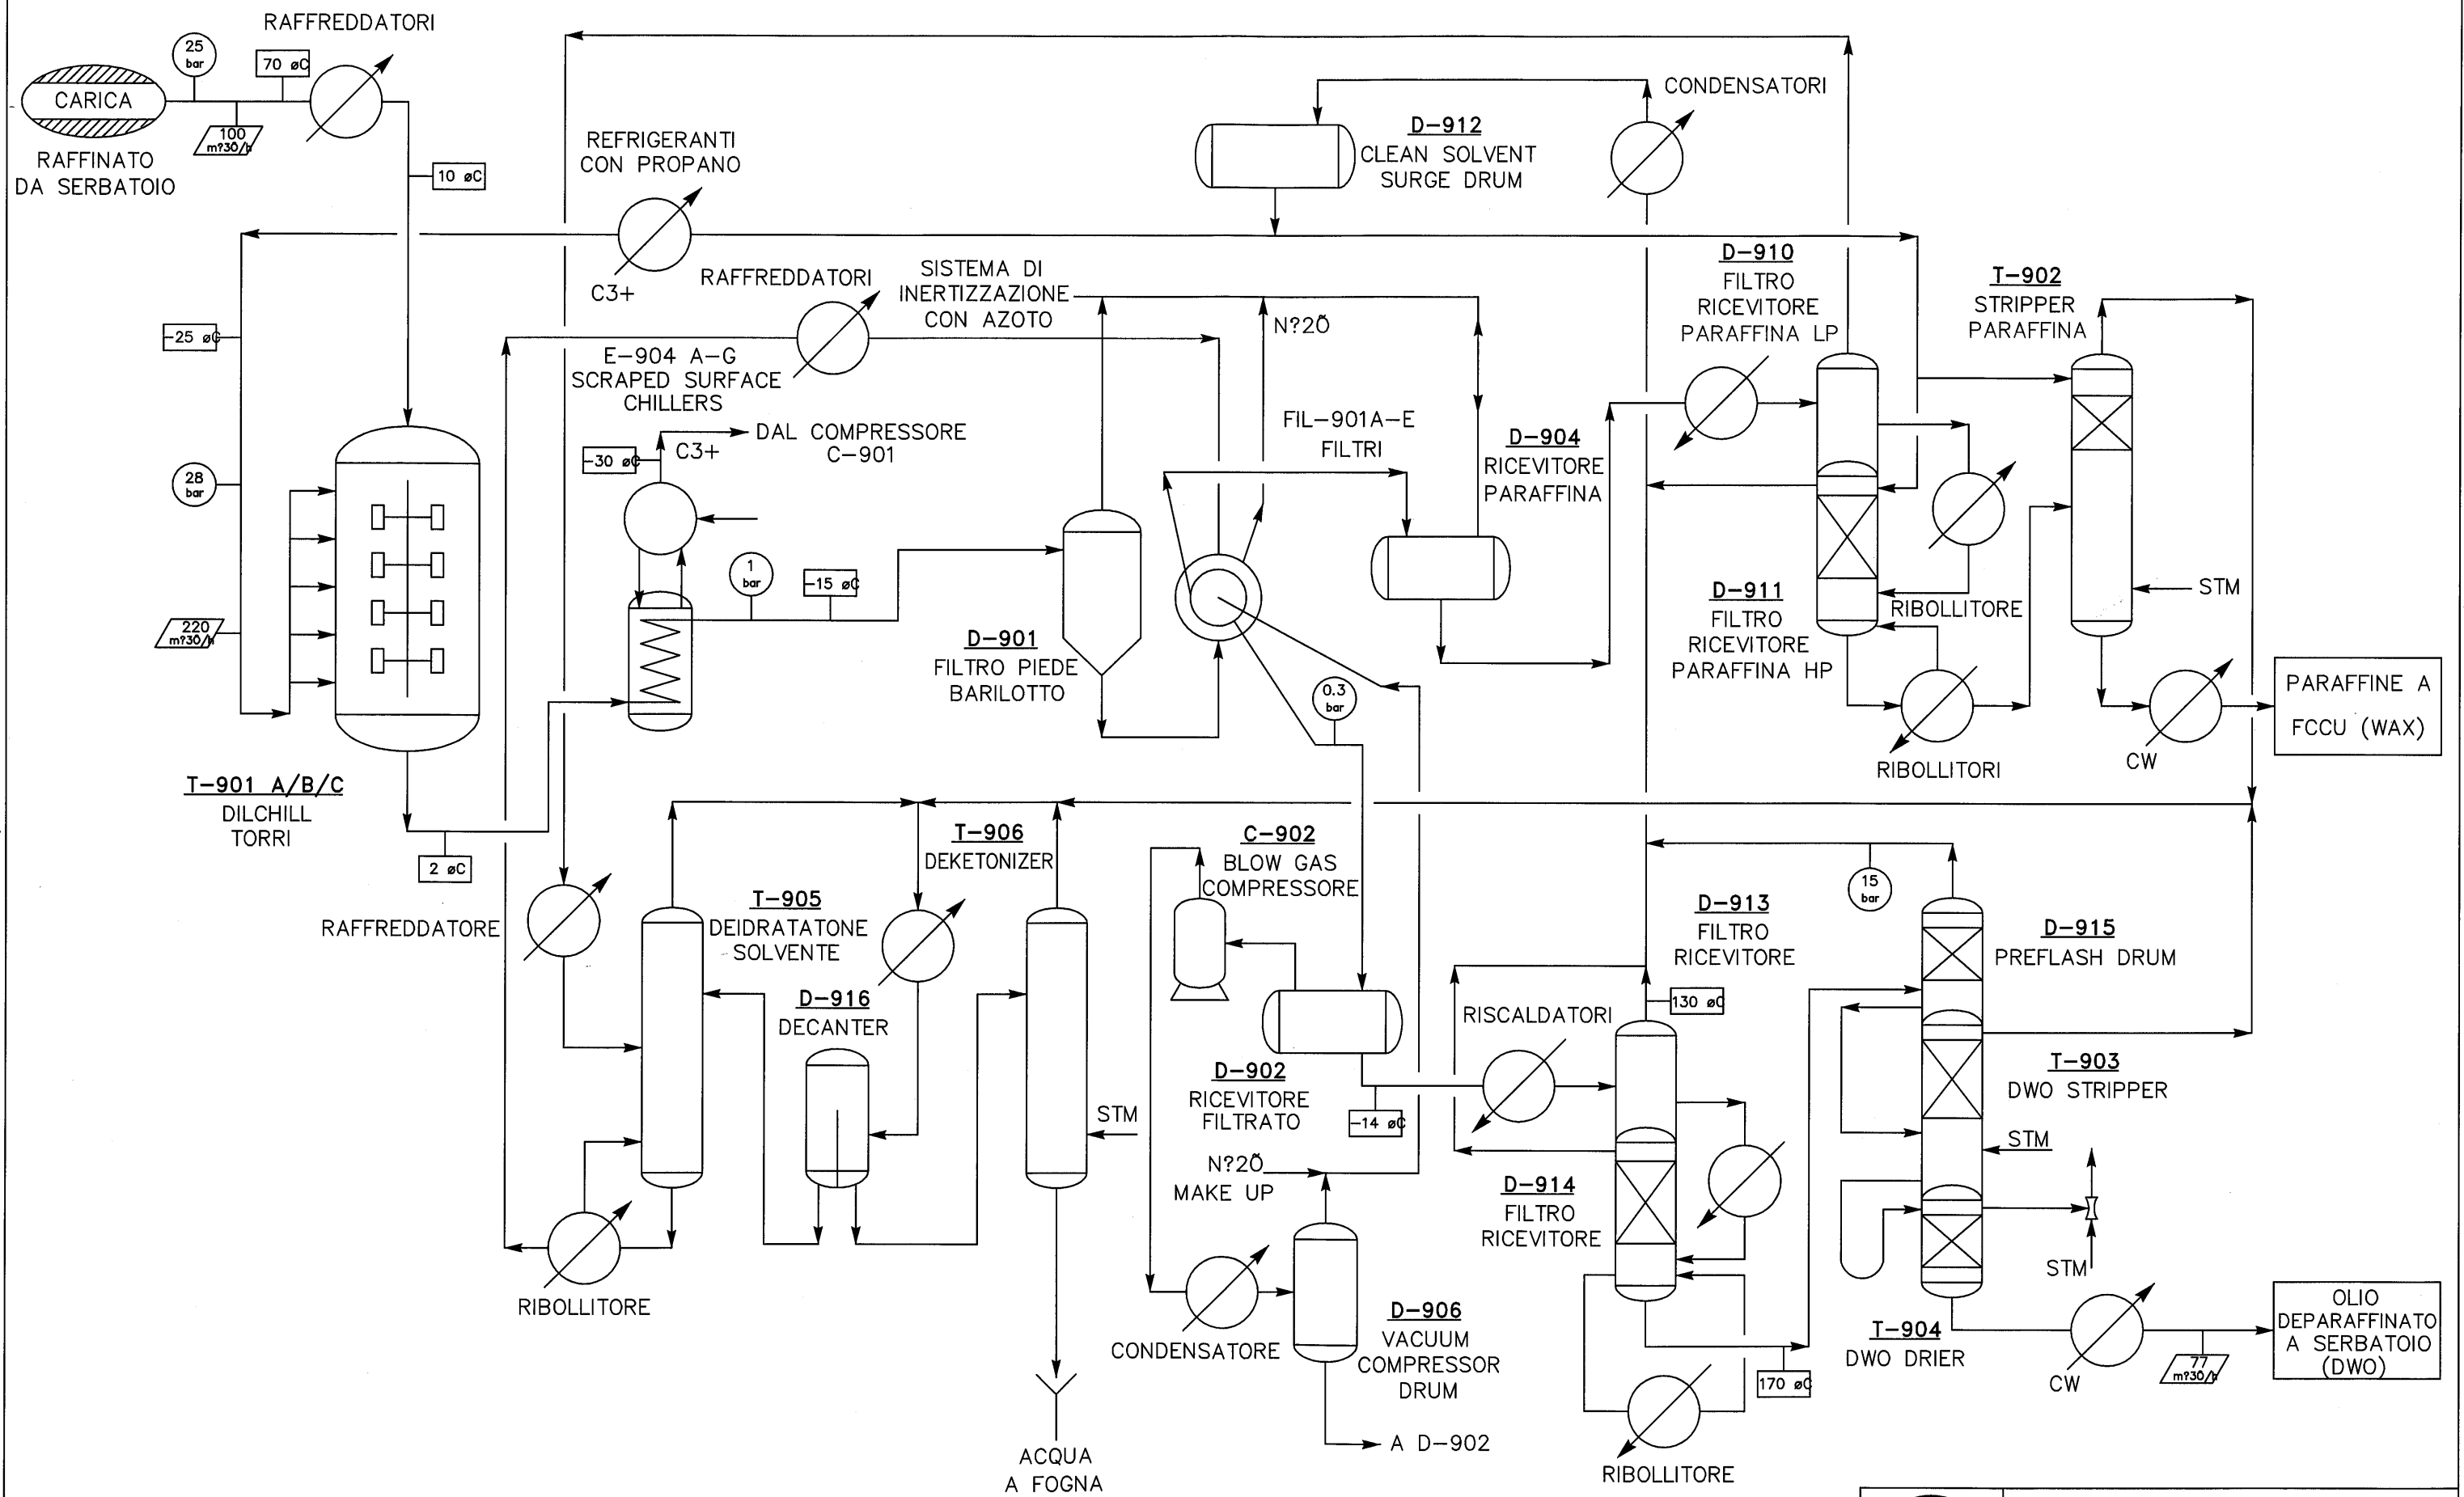 RAFFREDDATORI
25
bar
70 øC
CARICA
100
m?3Õ/h
RAFFINATO
DA SERBATOIO
10 øC
REFRIGERANTI
CON PROPANO
C3+
CONDENSATORI
D-912
CLEAN SOLVENT
SURGE DRUM
RAFFREDDATORI
SISTEMA DI
INERTIZZAZIONE
CON AZOTO
N?2Õ
D-910
FILTRO
RICEVITORE
PARAFFINA LP
T-902
STRIPPER
PARAFFINA
-25 øC
E-904 A-G
SCRAPED SURFACE
CHILLERS
-30 øC
C3+
DAL COMPRESSORE
C-901
FIL-901A-E
FILTRI
D-904
RICEVITORE
PARAFFINA
28
bar
1
bar
-15 øC
220
m?3Õ/h
D-901
FILTRO PIEDE
BARILOTTO
0.3
bar
D-911
FILTRO
RICEVITORE
PARAFFINA HP
RIBOLLITORE
STM
RIBOLLITORI
CW
PARAFFINE A
FCCU (WAX)
T-901 A/B/C
DILCHILL
TORRI
2 øC
RAFFREDDATORE
T-905
DEIDRATATONE
SOLVENTE
T-906
DEKETONIZER
C-902
BLOW GAS
COMPRESSORE
15
bar
D-913
FILTRO
RICEVITORE
D-915
PREFLASH DRUM
D-916
DECANTER
130 øC
RISCALDATORI
D-902
RICEVITORE
FILTRATO
-14 øC
STM
T-903
DWO STRIPPER
STM
N?2Õ
MAKE UP
D-914
FILTRO
RICEVITORE
STM
RIBOLLITORE
CONDENSATORE
D-906
VACUUM
COMPRESSOR
DRUM
170 øC
T-904
DWO DRIER
CW
77
m?3Õ/h
OLIO
DEPARAFFINATO
A SERBATOIO
(DWO)
A D-902
ACQUA
A FOGNA
RIBOLLITORE